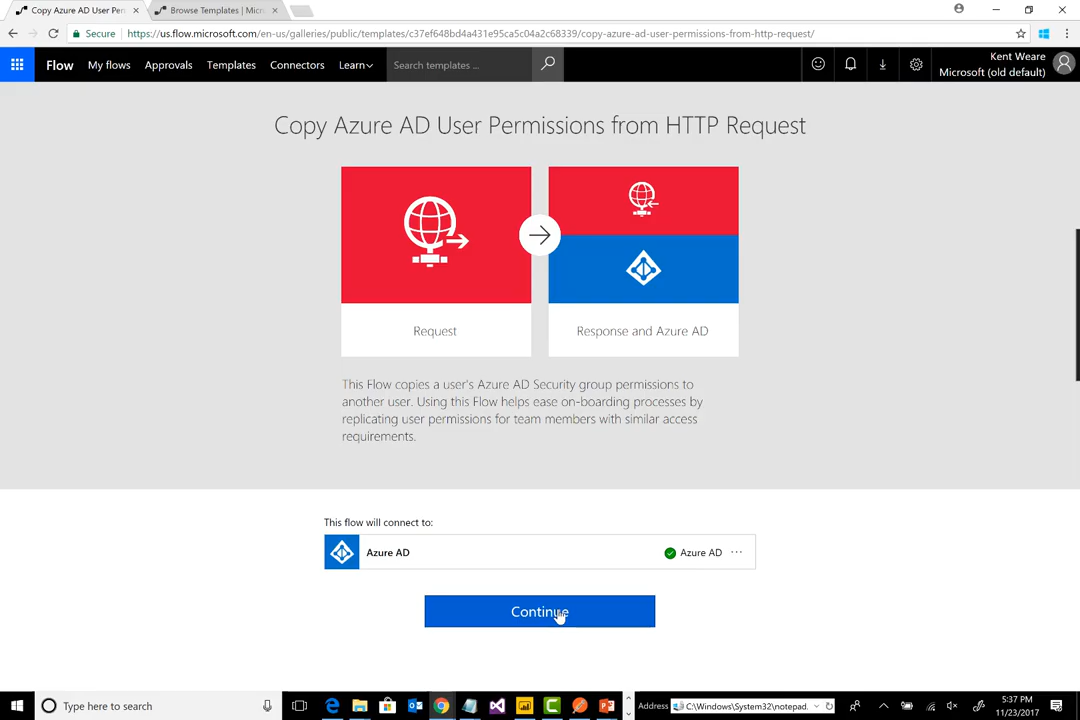 Copy Azure AD User Per
Browse Templates | Micr
Secure
https://us.flow.microsoft.com/en-us/galleries/public/templates/c37ef648bd4a431e95ca5c04a2c68339/copy-azure-ad-user-permissions-from-http-request/
Flow
My flows
Approvals
Templates
Connectors
Learn
Search templates ...
Kent Weare
Microsoft (old default)
Copy Azure AD User Permissions from HTTP Request
Request
Response and Azure AD
This Flow copies a user's Azure AD Security group permissions to
another user. Using this Flow helps ease on-boarding processes by
replicating user permissions for team members with similar access
requirements.
This flow will connect to:
Azure AD
Azure AD
Continue
Type here to search
Address
C:\Windows\System32\notepad.
5:37 PM
11/23/2017